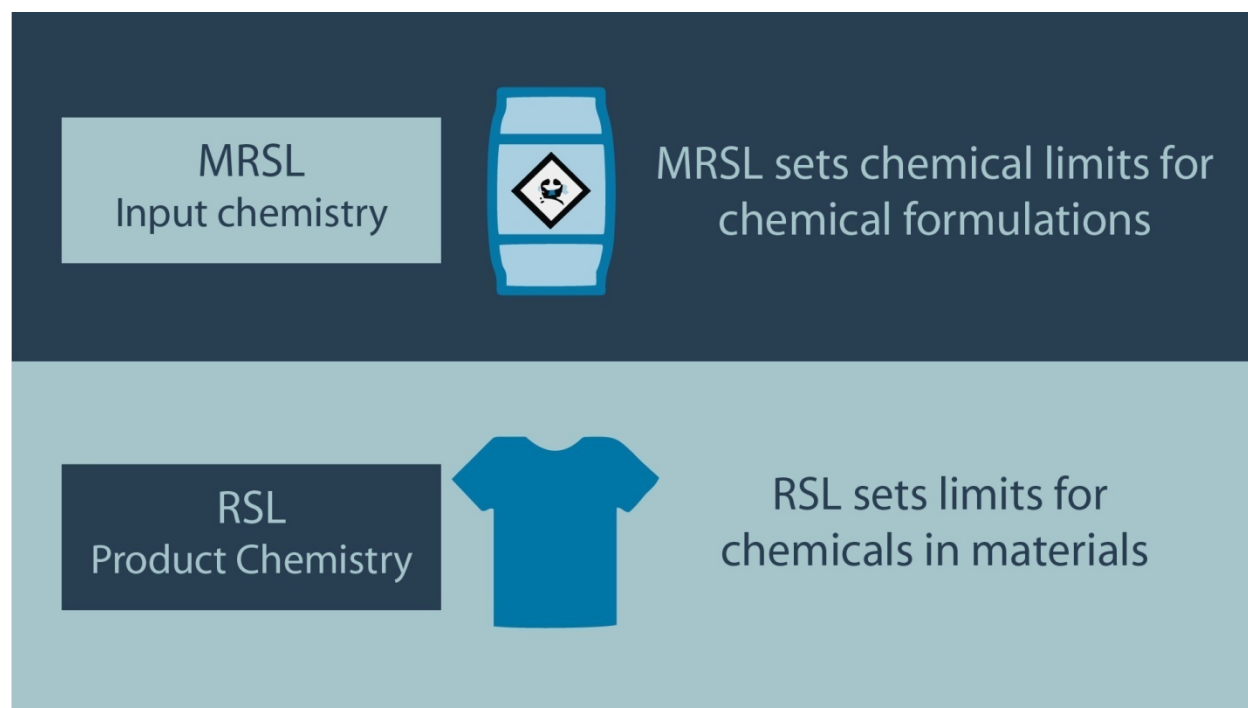 MRSL
Input chemistry
MRSL sets chemical limits for
chemical formulations
RSL
Product Chemistry
RSL sets limits for
chemicals in materials